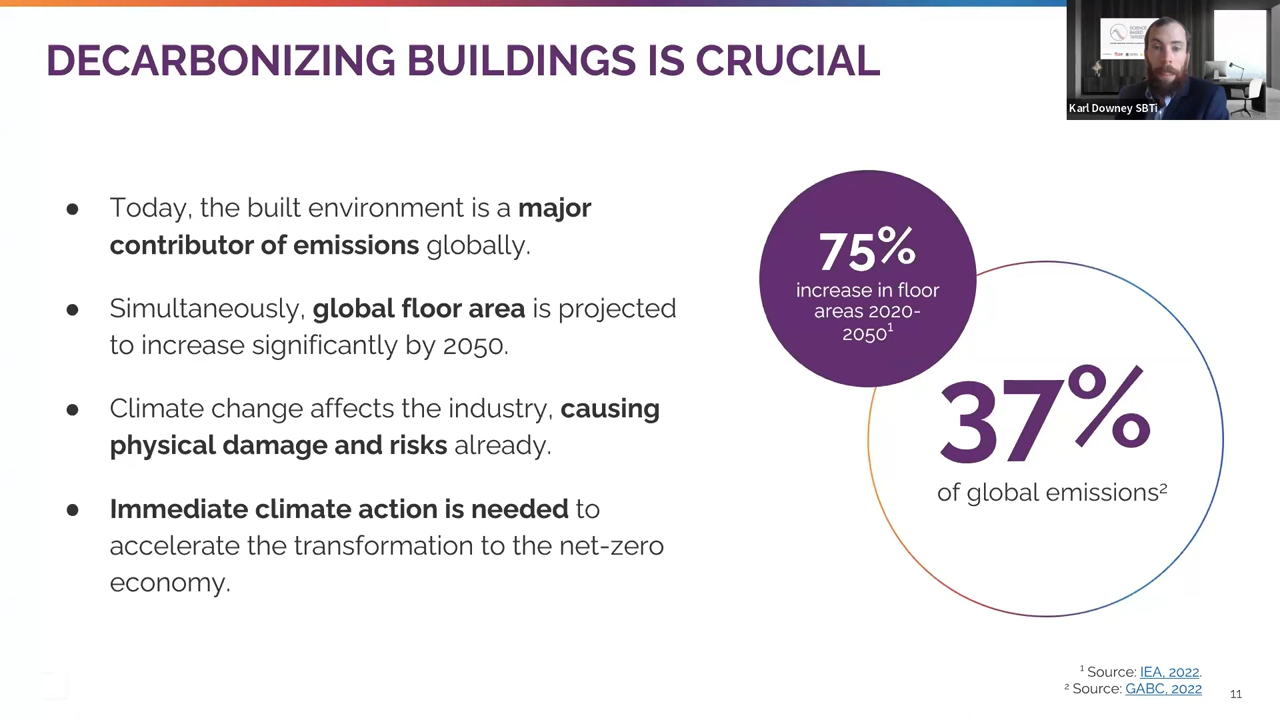 DECARBONIZING BUILDINGS IS CRUCIAL
SCIENCE
BASED
TARGETS
Karl Downey SBTi
● Today, the built environment is a major
contributor of emissions globally.
● Simultaneously, global floor area is projected
to increase significantly by 2050.
● Climate change affects the industry, causing
physical damage and risks already.
● Immediate climate action is needed to
accelerate the transformation to the net-zero
economy.
75%
increase in floor
areas 2020-
2050¹
37%
of global emissions²
¹ Source: IEA, 2022.
² Source: GABC, 2022
11